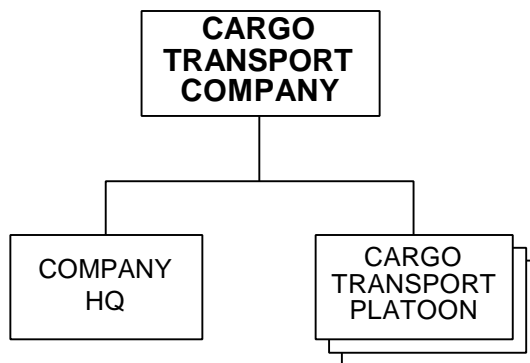 CARGO
TRANSPORT
COMPANY
COMPANY
HQ
CARGO
TRANSPORT
PLATOON